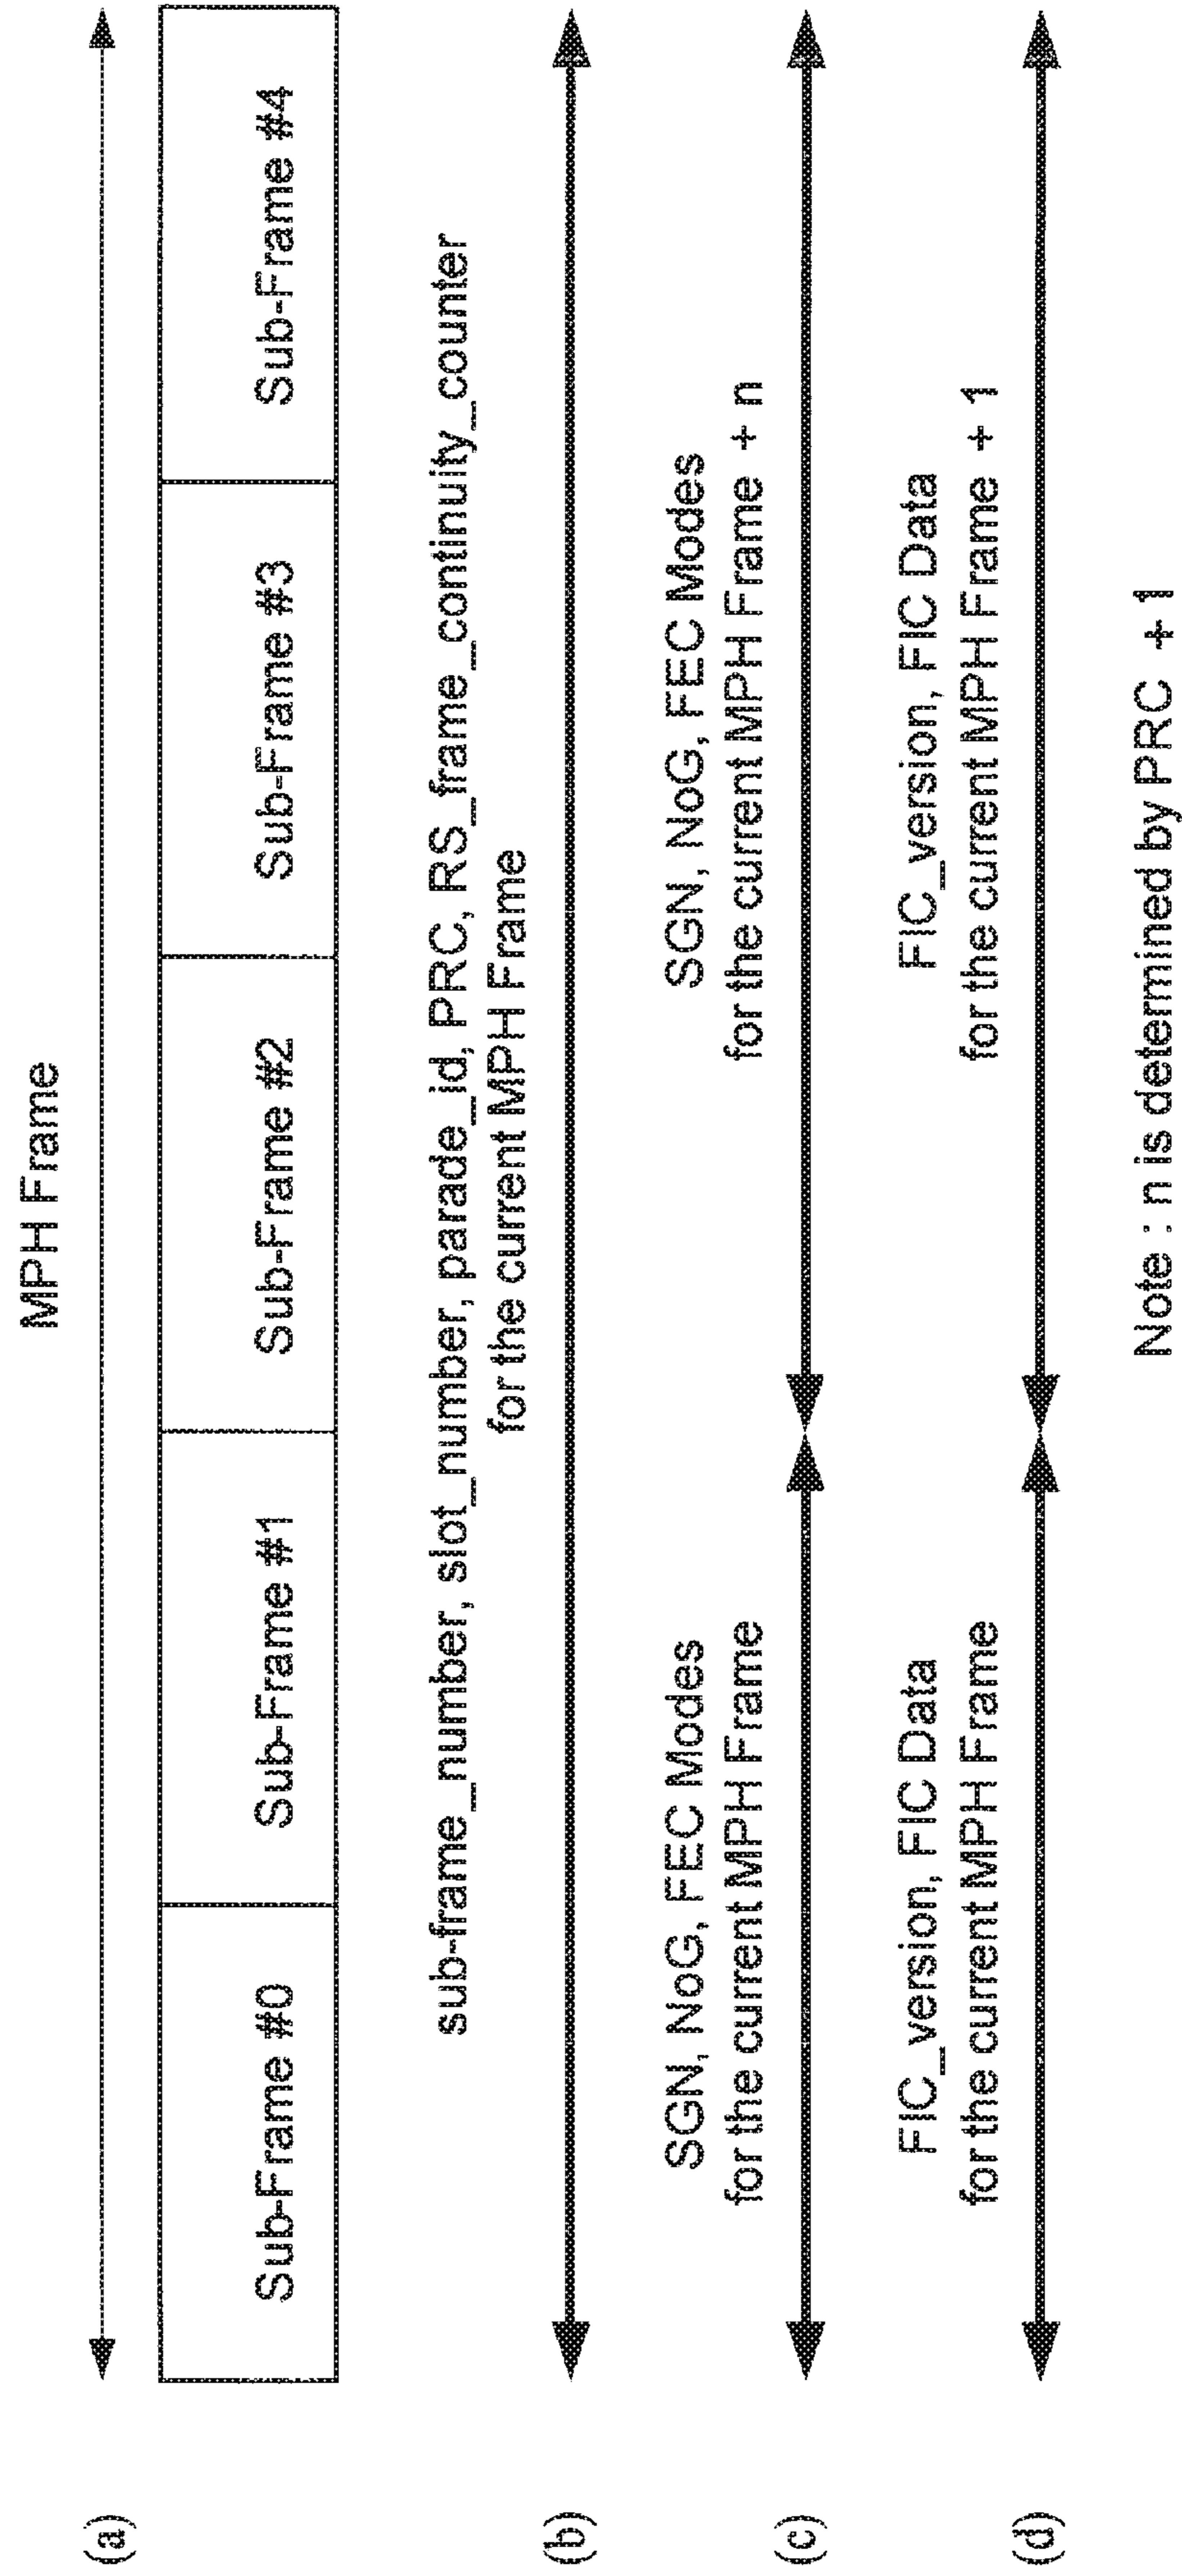 MPH Frame
(a)
Sub-Frame #0
Sub-Frame #1
Sub-Frame #2
Sub-Frame #3
Sub-Frame #4
sub-frame_number, slot_number, parade_id, PRC, RS_frame_continuity_counter
for the current MPH Frame
(b)
SGN, NoG, FEC Modes
for the current MPH Frame
SGN, NoG, FEC Modes
for the current MPH Frame + n
(c)
FIC_version, FIC Data
for the current MPH Frame
FIC_version, FIC Data
for the current MPH Frame + 1
(d)
Note : n is determined by PRC + 1